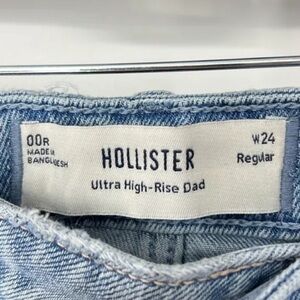 00R
MADE IN
BANGLADESH
HOLLISTER
Ultra High-Rise Dad
W24
Regular